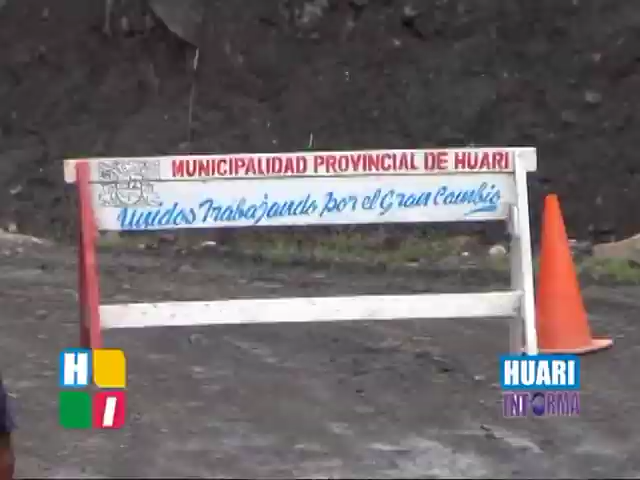 MUNICIPALIDAD PROVINCIAL DE HUARI
Unidos Trabajando por el Gran Cambio
H
I
HUARI
INFORMA